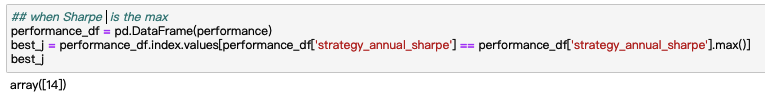 ## when Sharpe is the max
performance_df = pd.DataFrame(performance)
best_j = performance_df.index.values[performance_df['strategy_annual_sharpe'] == performance_df['strategy_annual_sharpe'].max()]
best_j
array([14])